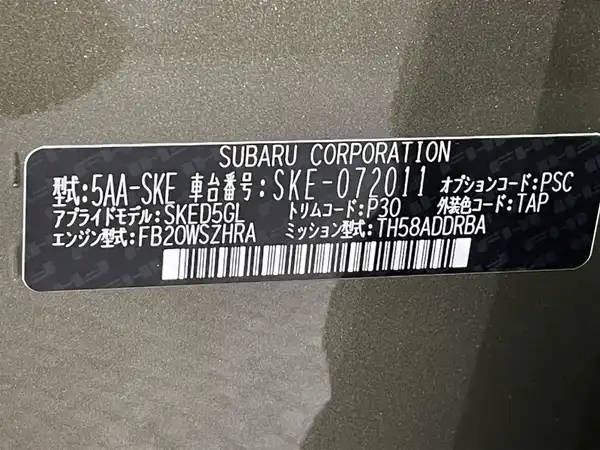 SUBARU CORPORATION
型式:5AA-SKE 車台番号:SKE-072011 オプションコード:PSC
アプライドモデル:SKED5GL トリムコード:P30 外装色コード:TAP
エンジン型式:FB20WSZHRA ミッション型式:TH58ADDRBA